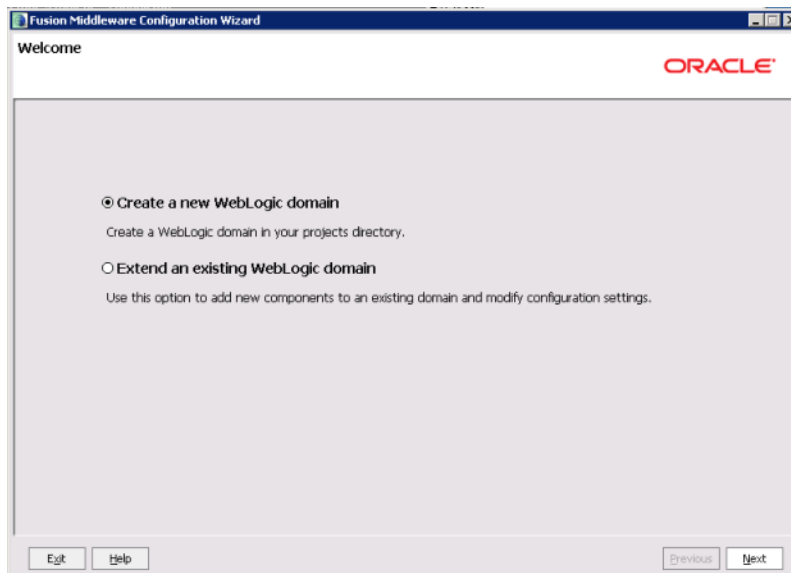 Fusion Middleware Configuration Wizard
Welcome
ORACLE
Create a new WebLogic domain
Create a WebLogic domain in your projects directory.
Extend an existing WebLogic domain
Use this option to add new components to an existing domain and modify configuration settings.
Exit Help Previous Next